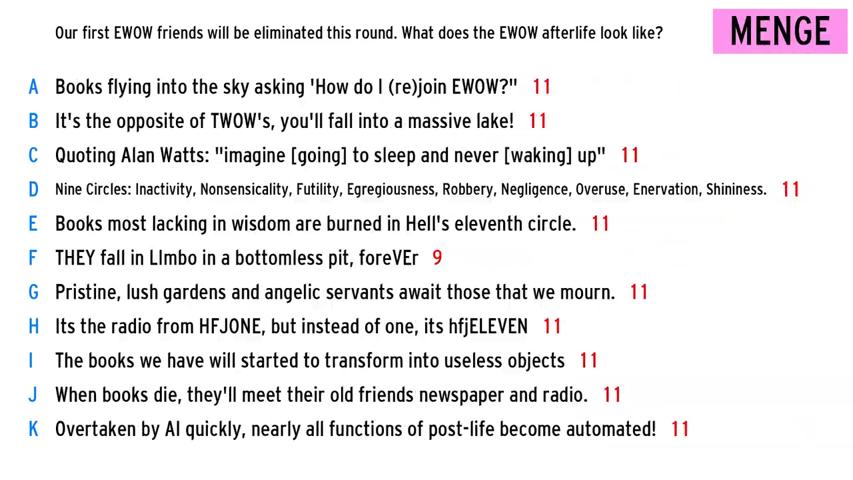 Our first EWOW friends will be eliminated this round. What does the EWOW afterlife look like?
MENGE
A Books flying into the sky asking 'How do I (re)join EWOW?" 11
B It's the opposite of TWOW's, you'll fall into a massive lake! 11
C Quoting Alan Watts: "imagine [going] to sleep and never [waking] up" 11
D Nine Circles: Inactivity, Nonsensicality, Futility, Egregiousness, Robbery, Negligence, Overuse, Enervation, Shininess. 11
E Books most lacking in wisdom are burned in Hell's eleventh circle. 11
F THEY fall in LImbo in a bottomless pit, foreVEr 9
G Pristine, lush gardens and angelic servants await those that we mourn. 11
H Its the radio from HFJONE, but instead of one, its hfjELEVEN 11
I The books we have will started to transform into useless objects 11
J When books die, they'll meet their old friends newspaper and radio. 11
K Overtaken by AI quickly, nearly all functions of post-life become automated! 11